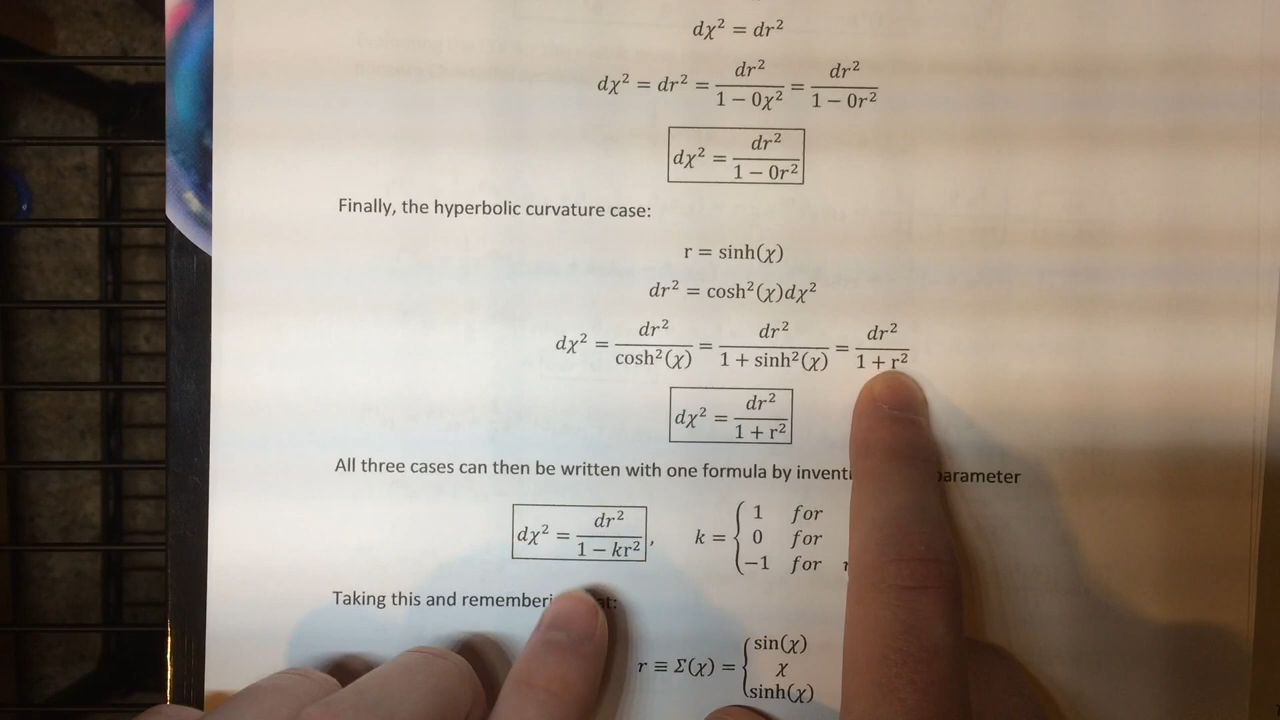 dχ² = dr²
dχ² = dr² = dr²/(1 − 0χ²) = dr²/(1 − 0r²)
dχ² = dr²/(1 − 0r²)
Finally, the hyperbolic curvature case:
r = sinh(χ)
dr² = cosh²(χ)dχ²
dχ² = dr²/cosh²(χ) = dr²/(1 + sinh²(χ)) = dr²/(1 + r²)
dχ² = dr²/(1 + r²)
All three cases can then be written with one formula by
dχ² = dr²/(1 − kr²), k = { 1 for
0 for
−1 for
Taking this and
r ≡ Σ(χ) = { sin(χ)
χ
sinh(χ)